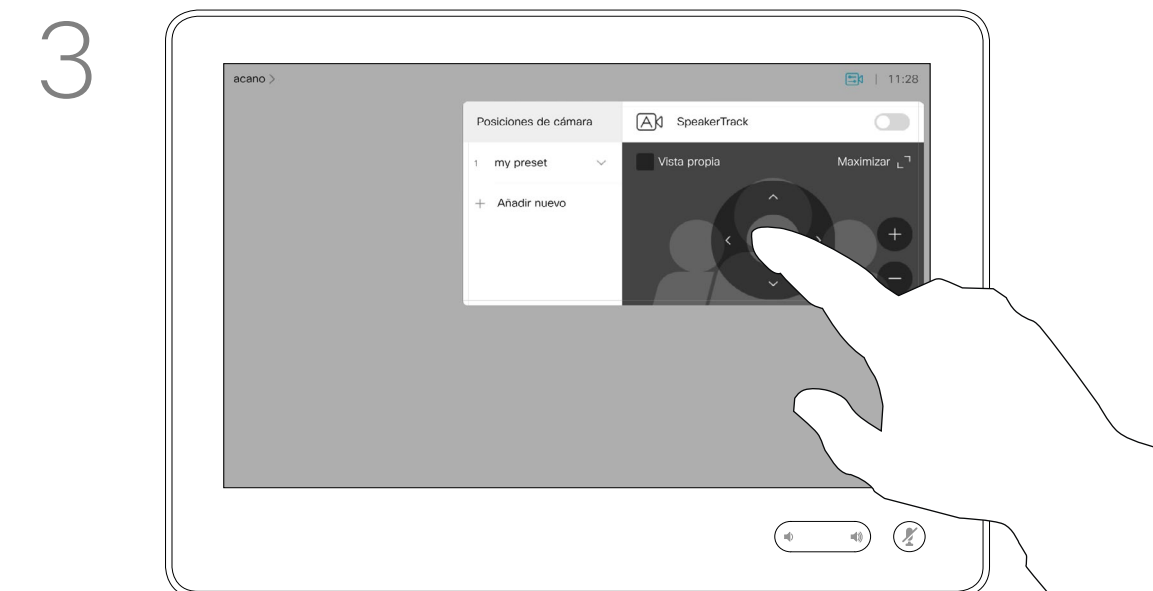 3
acano >
11:28
Posiciones de cámara
SpeakerTrack
1 my preset
Vista propia
Maximizar
+ Añadir nuevo